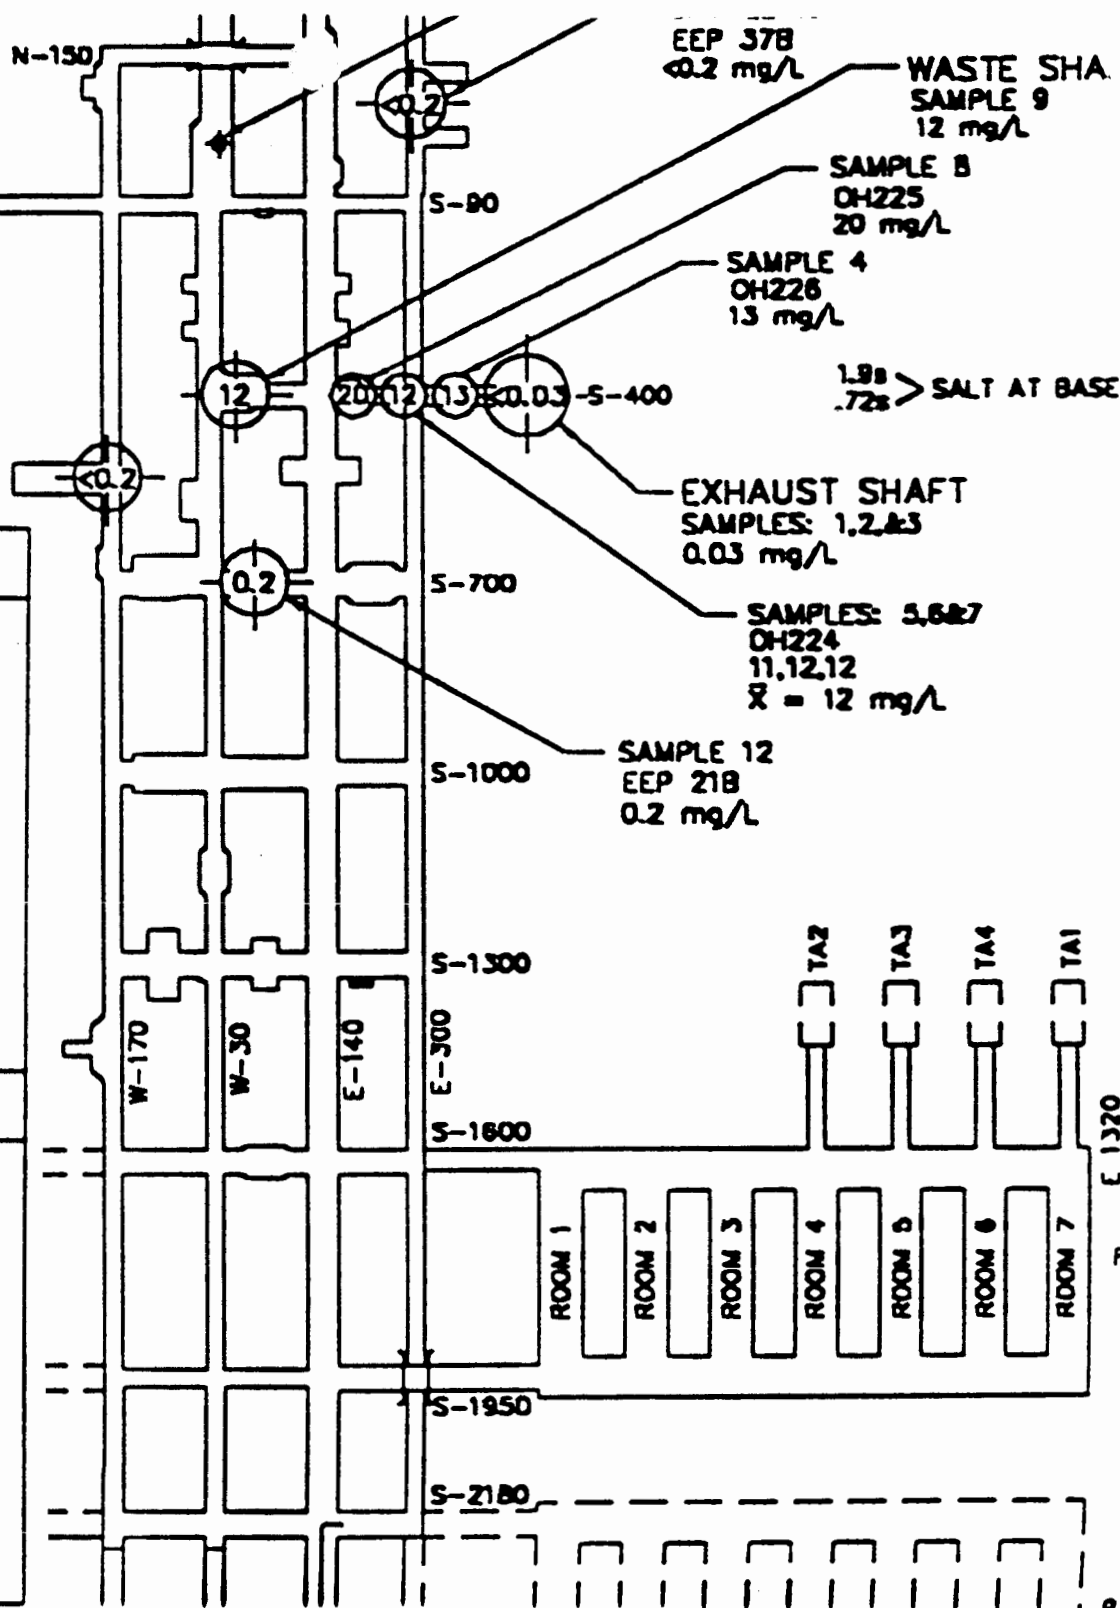 EEP 37B
<0.2 mg/L
N-150
WASTE SHA
SAMPLE 9
12 mg/L
<0.2
SAMPLE 8
OH225
20 mg/L
S-90
SAMPLE 4
OH226
13 mg/L
12
20
12
13
<0.03
S-400
1.9s
.72s
> SALT AT BASE
<0.2
EXHAUST SHAFT
SAMPLES: 1,2,&3
0.03 mg/L
0.2
S-700
SAMPLES: 5,6&7
OH224
11,12,12
X̄ = 12 mg/L
SAMPLE 12
EEP 21B
0.2 mg/L
S-1000
S-1300
TA2
TA3
TA4
TA1
W-170
W-30
E-140
E-300
S-1600
E 1320
ROOM 1
ROOM 2
ROOM 3
ROOM 4
ROOM 5
ROOM 6
ROOM 7
S-1950
S-2180